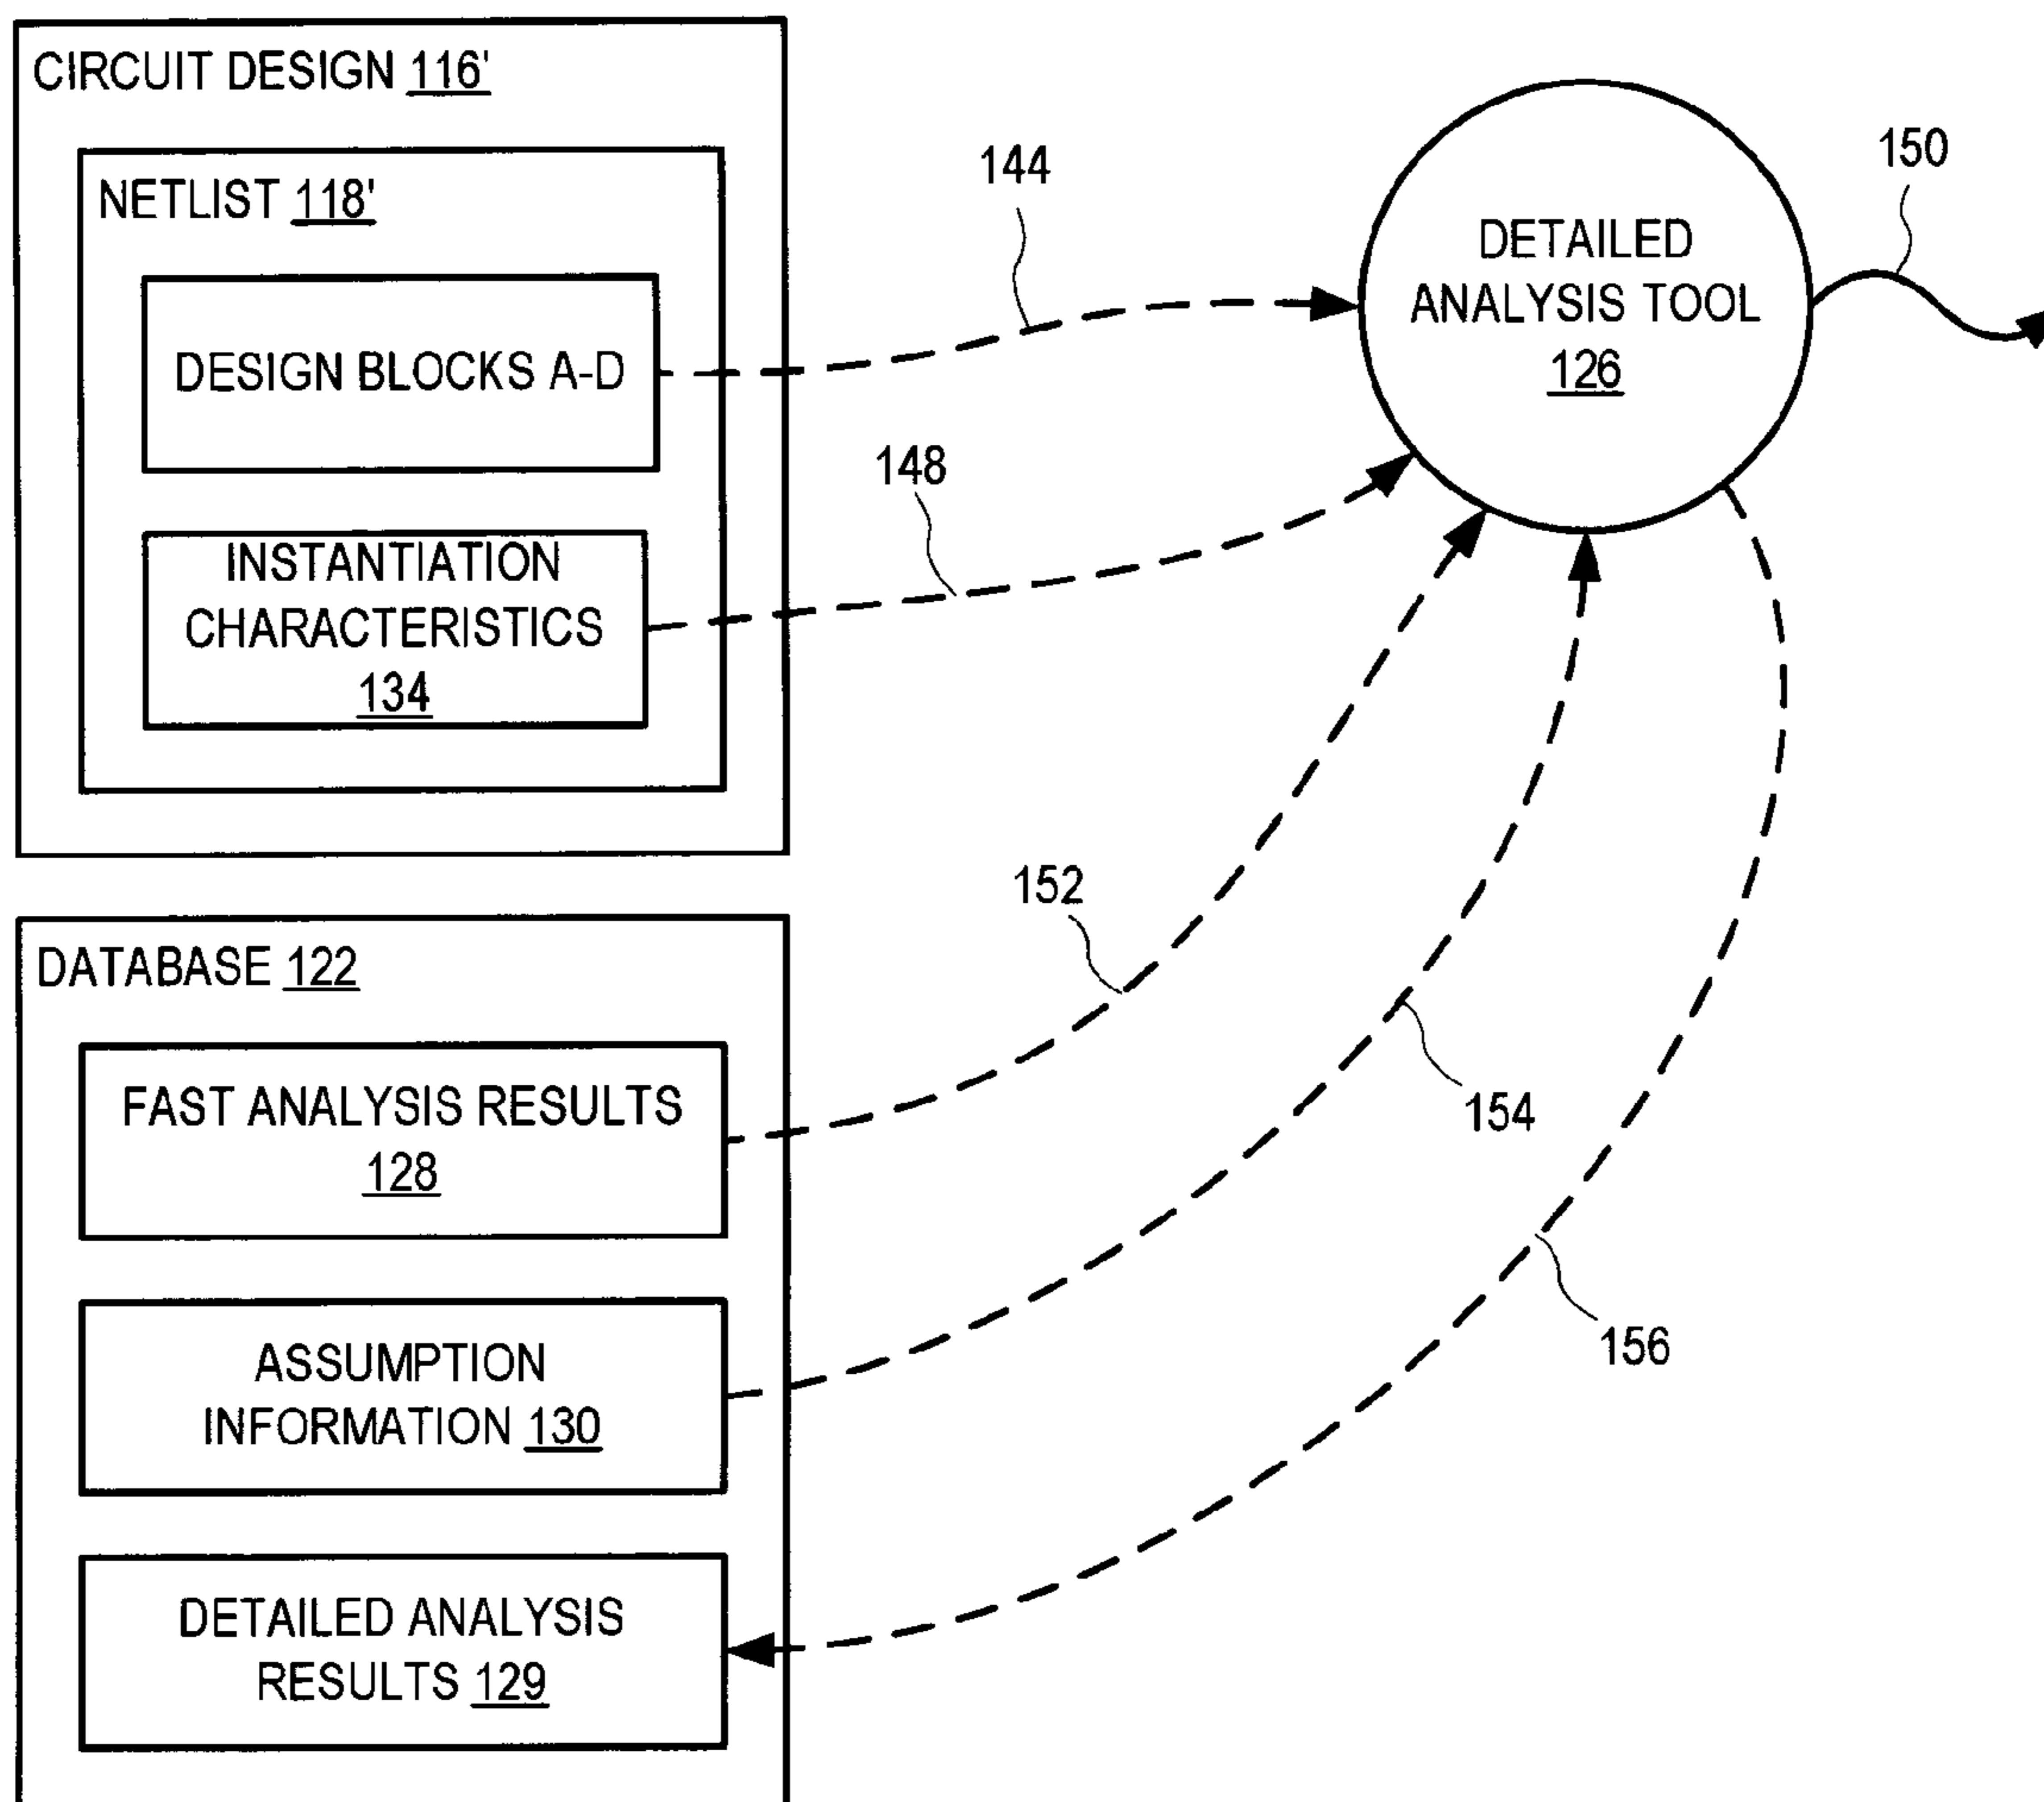 CIRCUIT DESIGN 116'
NETLIST 118'
DESIGN BLOCKS A-D
INSTANTIATION
CHARACTERISTICS
134
144
148
DETAILED
ANALYSIS TOOL
126
150
DATABASE 122
FAST ANALYSIS RESULTS
128
ASSUMPTION
INFORMATION 130
DETAILED ANALYSIS
RESULTS 129
152
154
156